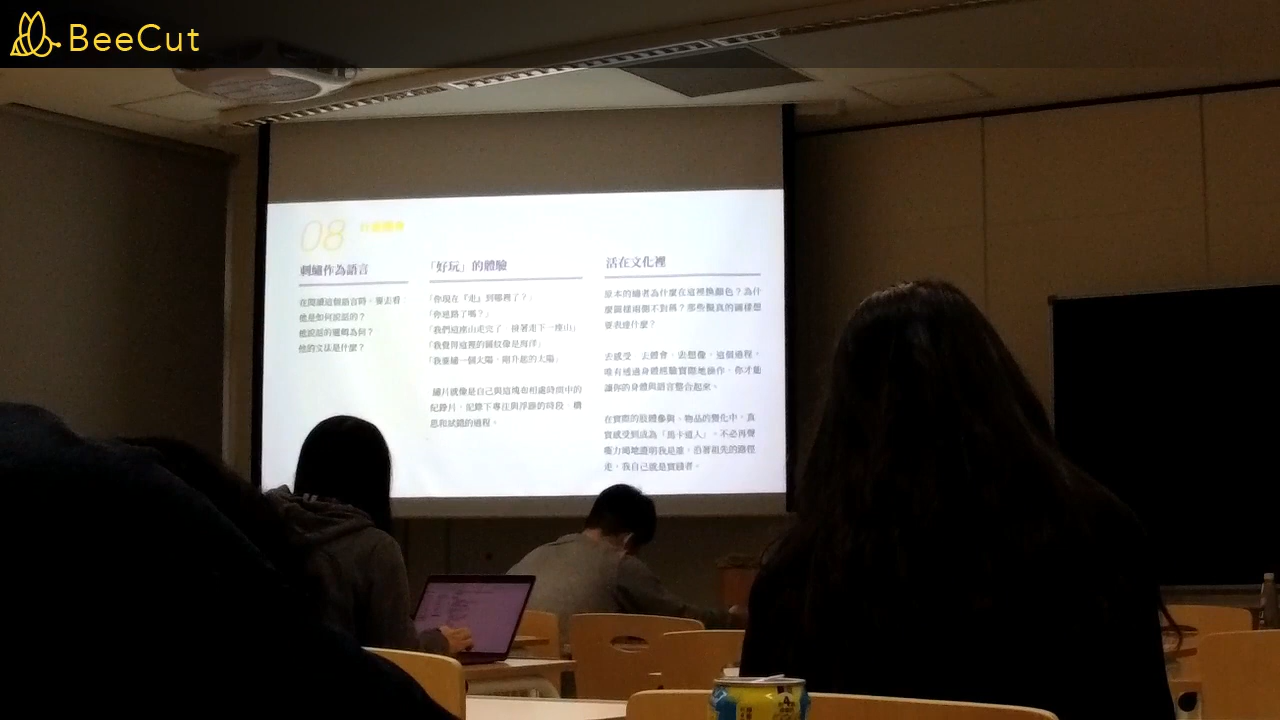 BeeCut
08
刺繡作為語言
在閱讀這個語言時，要去看
他是如何說話的？
他說話的邏輯為何？
他的文法是什麼？
「好玩」的體驗
「你現在『走』到哪裡了？」
「你迷路了嗎？」
「我們這座山走完了，接著走下一座山」
「我覺得這裡的圖紋像是海洋」
「我要繡一個太陽，剛升起的太陽」
繡片就像是自己與這塊布相處時間中的
紀錄片，紀錄下專注與浮躁的時段、構
思和試錯的過程。
活在文化裡
原本的繡者為什麼在這裡換顏色？為什
麼圖樣兩側不對稱？那些擬真的圖樣想
要表達什麼？
去感受、去體會、去想像，這個過程，
唯有透過身體經驗實際地操作，你才能
讓你的身體與語言整合起來。
在實際的肢體參與、物品的變化中，真
實感受到成為「馬卡道人」。不必再聲
嘶力竭地證明我是誰，沿著祖先的路徑
走，我自己就是實踐者。